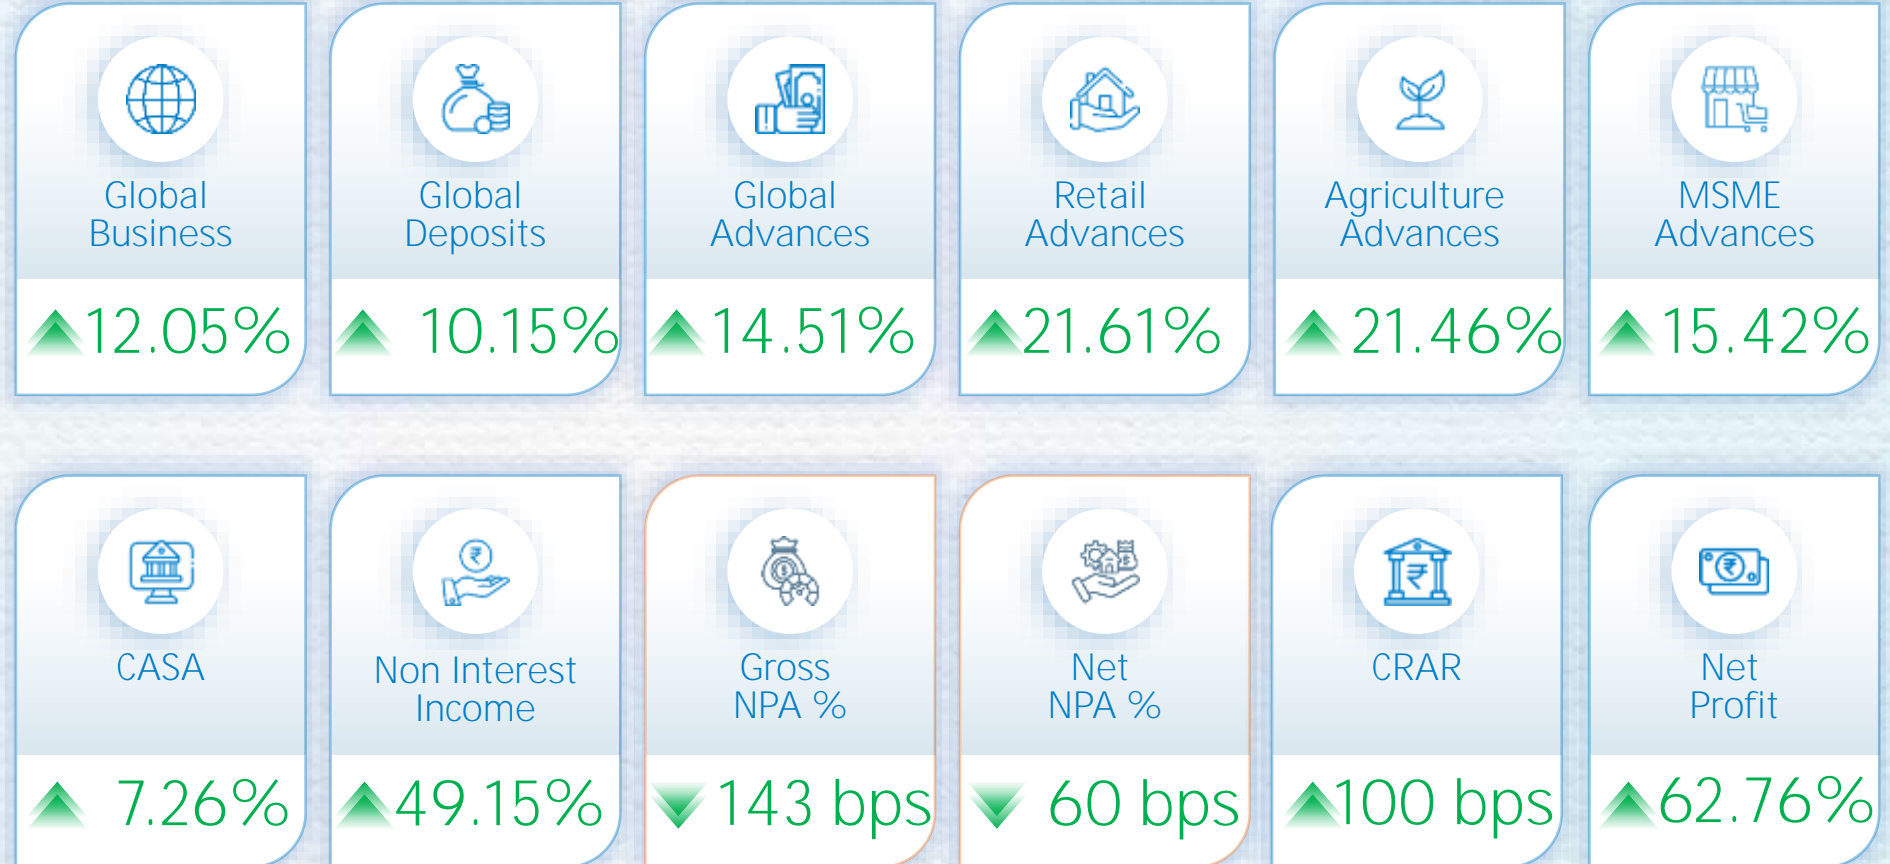 Global
Business
12.05%
Global
Deposits
10.15%
Global
Advances
14.51%
Retail
Advances
21.61%
Agriculture
Advances
21.46%
MSME
Advances
15.42%
CASA
7.26%
Non Interest
Income
49.15%
Gross
NPA %
143 bps
Net
NPA %
60 bps
CRAR
100 bps
Net
Profit
62.76%